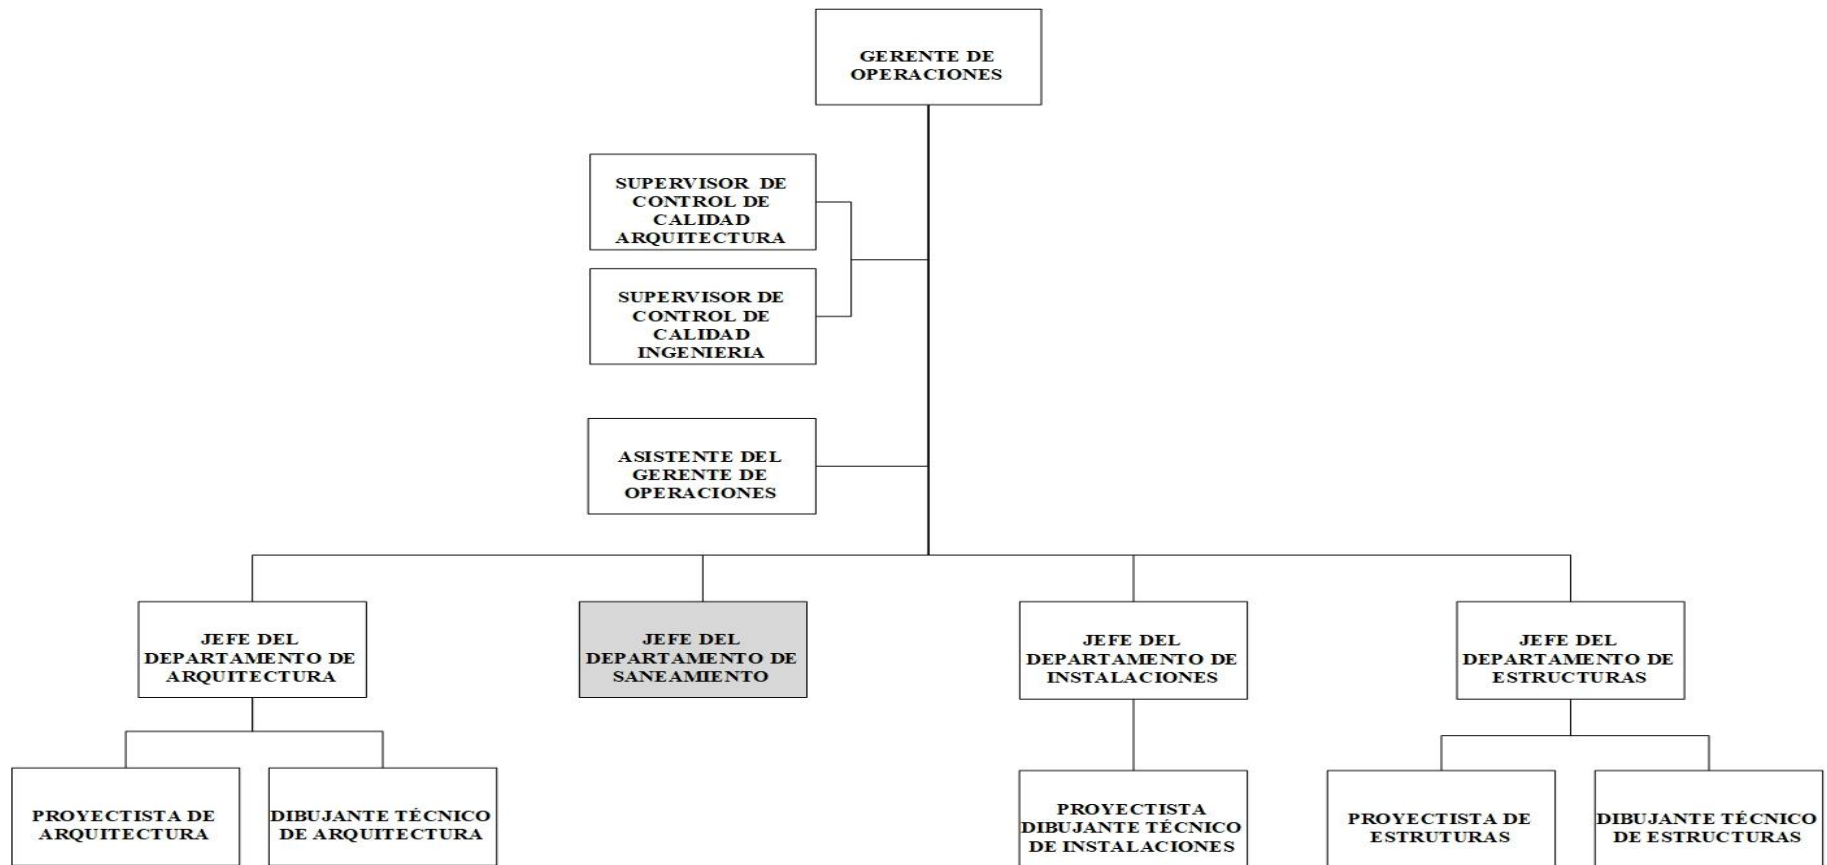 GERENTE DE
OPERACIONES
SUPERVISOR DE
CONTROL DE
CALIDAD
ARQUITECTURA
SUPERVISOR DE
CONTROL DE
CALIDAD
INGENIERIA
ASISTENTE DEL
GERENTE DE
OPERACIONES
JEFE DEL
DEPARTAMENTO DE
ARQUITECTURA
JEFE DEL
DEPARTAMENTO DE
SANEAMIENTO
JEFE DEL
DEPARTAMENTO DE
INSTALACIONES
JEFE DEL
DEPARTAMENTO DE
ESTRUCTURAS
PROYECTISTA DE
ARQUITECTURA
DIBUJANTE TÉCNICO
DE ARQUITECTURA
PROYECTISTA
DIBUJANTE TÉCNICO
DE INSTALACIONES
PROYECTISTA DE
ESTRUTURAS
DIBUJANTE TÉCNICO
DE ESTRUCTURAS